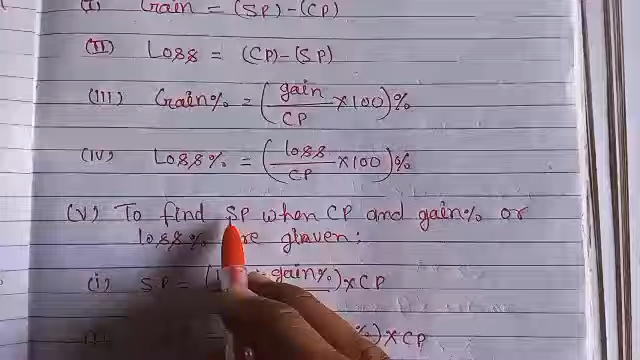 (I) Gain = (SP)-(CP)
(II) Loss = (CP)-(SP)
(III) Gain% = (gain/CP ×100)%
(IV) Loss% = (loss/CP ×100)%
(V) To find SP when CP and gain% or
loss% are given:
(i) SP = gain%)×CP
%)×CP